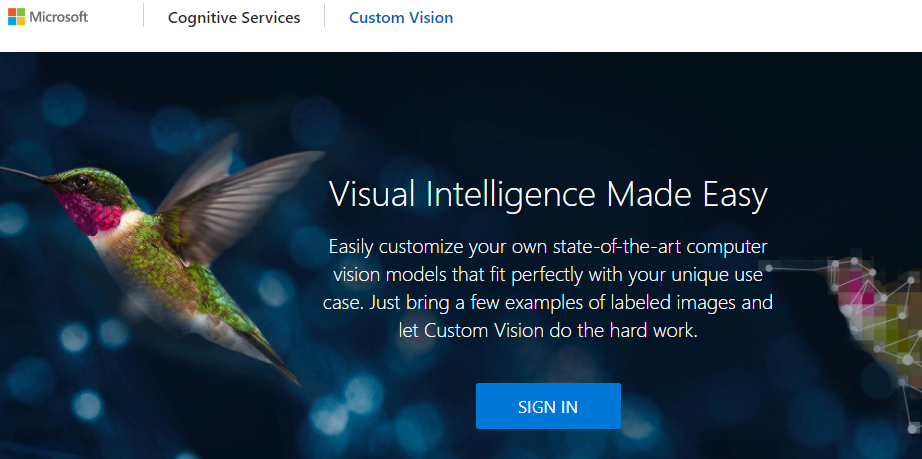 Microsoft
Cognitive Services
Custom Vision
Visual Intelligence Made Easy
Easily customize your own state-of-the-art computer
vision models that fit perfectly with your unique use
case. Just bring a few examples of labeled images and
let Custom Vision do the hard work.
SIGN IN